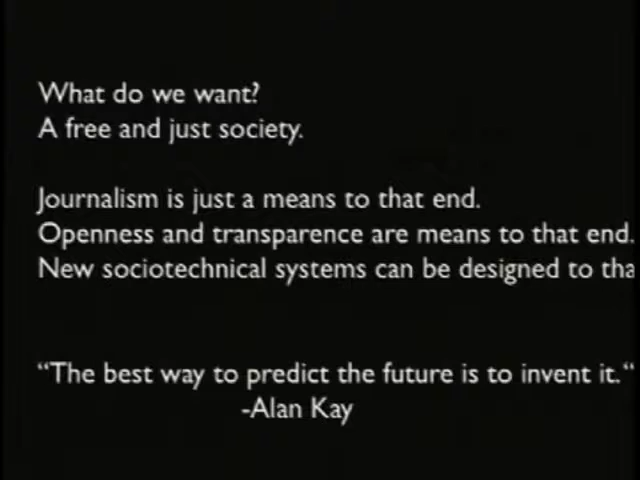 What do we want?
A free and just society.
Journalism is just a means to that end.
Openness and transparence are means to that end.
New sociotechnical systems can be designed to
“The best way to predict the future is to invent it.“
-Alan Kay